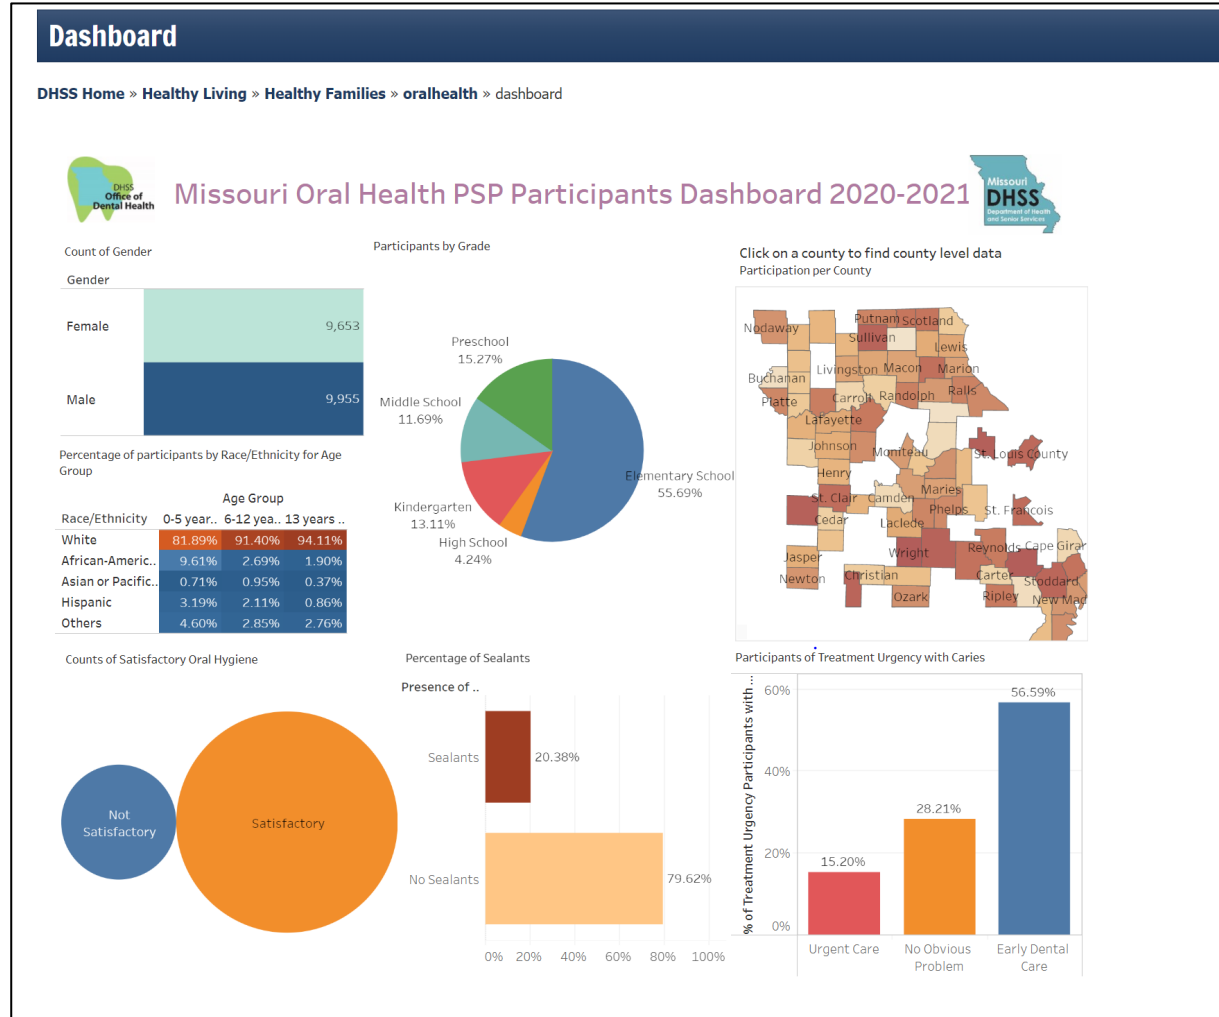 Dashboard
DHSS Home » Healthy Living » Healthy Families » oralhealth » dashboard
DHSS
Office of
Dental Health
Missouri Oral Health PSP Participants Dashboard 2020-2021
Missouri
DHSS
Department of Health
and Senior Services
Count of Gender
Gender
Female
9,653
Male
9,955
Participants by Grade
Preschool
15.27%
Middle School
11.69%
Kindergarten
13.11%
High School
4.24%
Elementary School
55.69%
Click on a county to find county level data
Participation per County
Nodaway
Putnam
Scotland
Sullivan
Lewis
Livingston
Macon
Marion
Buchanan
Platte
Carroll
Randolph
Ralls
Lafayette
Johnson
Moniteau
St. Louis County
Henry
St. Clair
Camden
Maries
Cedar
Laclede
Phelps
St. Francois
Jasper
Wright
Reynolds
Cape Girar
Newton
Christian
Carter
Stoddard
Ozark
Ripley
New Mad
Percentage of participants by Race/Ethnicity for Age
Group
Age Group
Race/Ethnicity 0-5 year.. 6-12 yea.. 13 years ..
White 81.89% 91.40% 94.11%
African-Americ.. 9.61% 2.69% 1.90%
Asian or Pacific.. 0.71% 0.95% 0.37%
Hispanic 3.19% 2.11% 0.86%
Others 4.60% 2.85% 2.76%
Counts of Satisfactory Oral Hygiene
Not
Satisfactory
Satisfactory
Percentage of Sealants
Presence of ..
Sealants
20.38%
No Sealants
79.62%
0% 20% 40% 60% 80% 100%
Participants of Treatment Urgency with Caries
% of Treatment Urgency Participants with ...
60%
40%
20%
0%
15.20%
28.21%
56.59%
Urgent Care
No Obvious
Problem
Early Dental
Care